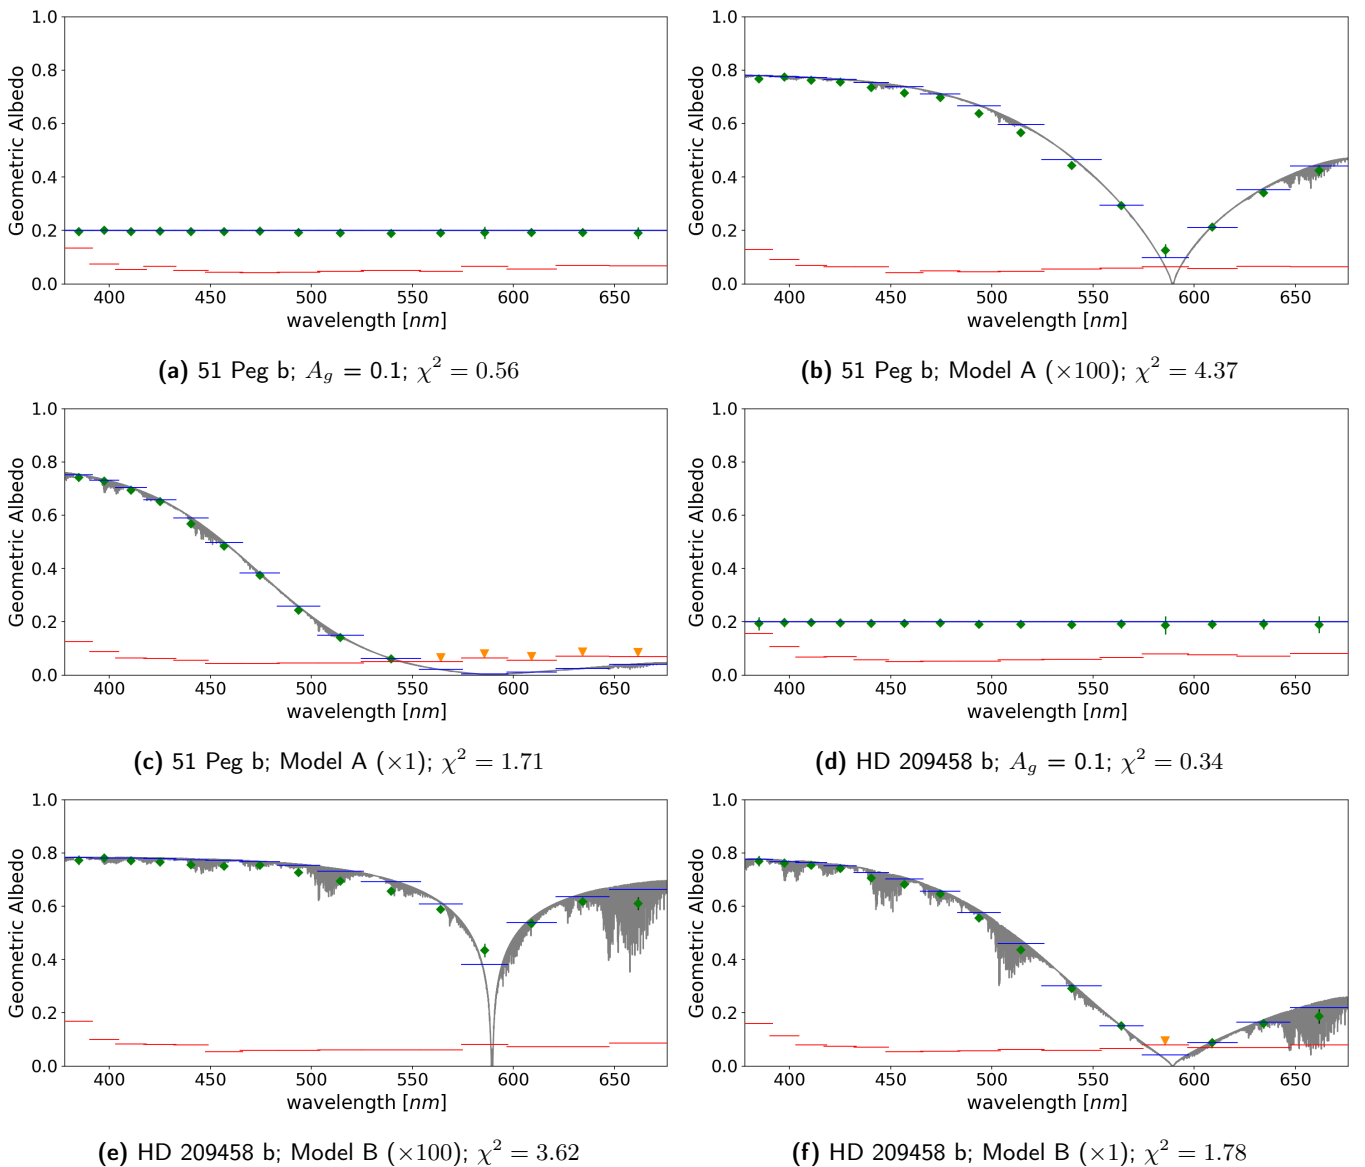 1.0
0.8
0.6
0.4
0.2
0.0
Geometric Albedo
400 450 500 550 600 650
wavelength [nm]
(a) 51 Peg b; A_g = 0.1; χ² = 0.56
1.0
0.8
0.6
0.4
0.2
0.0
Geometric Albedo
400 450 500 550 600 650
wavelength [nm]
(b) 51 Peg b; Model A (×100); χ² = 4.37
1.0
0.8
0.6
0.4
0.2
0.0
Geometric Albedo
400 450 500 550 600 650
wavelength [nm]
(c) 51 Peg b; Model A (×1); χ² = 1.71
1.0
0.8
0.6
0.4
0.2
0.0
Geometric Albedo
400 450 500 550 600 650
wavelength [nm]
(d) HD 209458 b; A_g = 0.1; χ² = 0.34
1.0
0.8
0.6
0.4
0.2
0.0
Geometric Albedo
400 450 500 550 600 650
wavelength [nm]
(e) HD 209458 b; Model B (×100); χ² = 3.62
1.0
0.8
0.6
0.4
0.2
0.0
Geometric Albedo
400 450 500 550 600 650
wavelength [nm]
(f) HD 209458 b; Model B (×1); χ² = 1.78